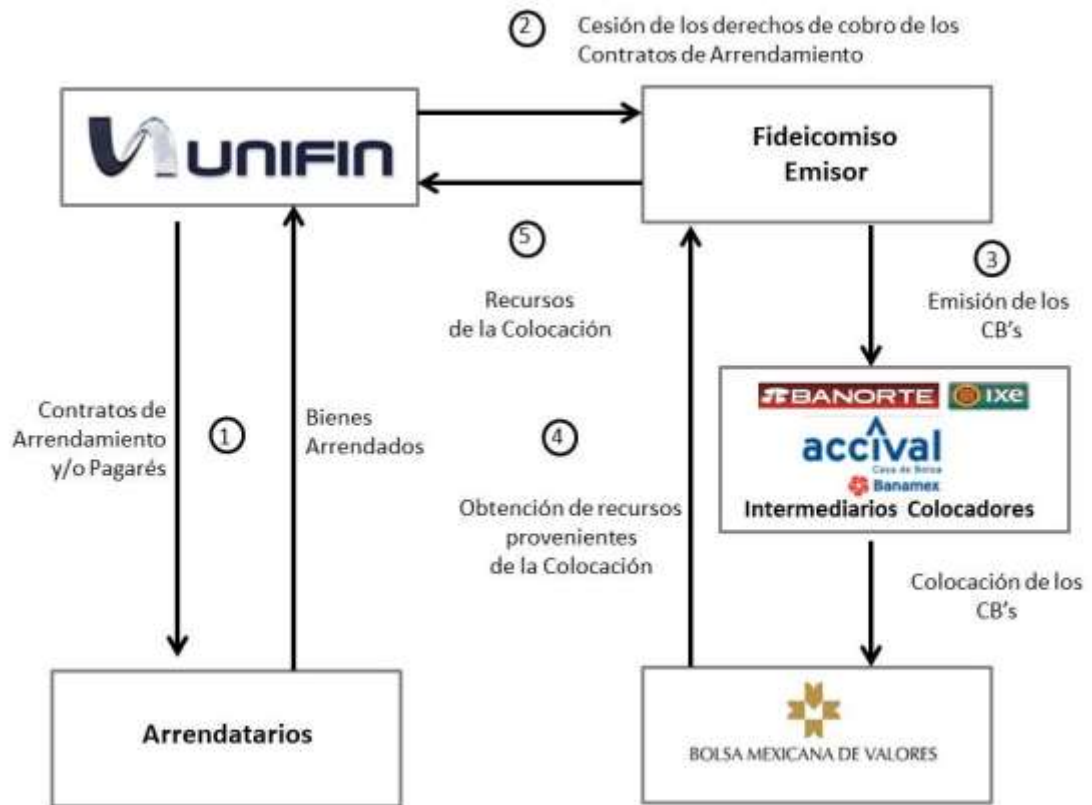 2
Cesión de los derechos de cobro de los
Contratos de Arrendamiento
UNIFIN
Fideicomiso
Emisor
5
Recursos
de la Colocación
3
Emisión de los
CB's
Contratos de
Arrendamiento
y/o Pagarés
1
Bienes
Arrendados
4
Obtención de recursos
provenientes
de la Colocación
BANORTE
IXE
accival
Casa de Bolsa
Banamex
Intermediarios Colocadores
Colocación de los
CB's
Arrendatarios
BOLSA MEXICANA DE VALORES